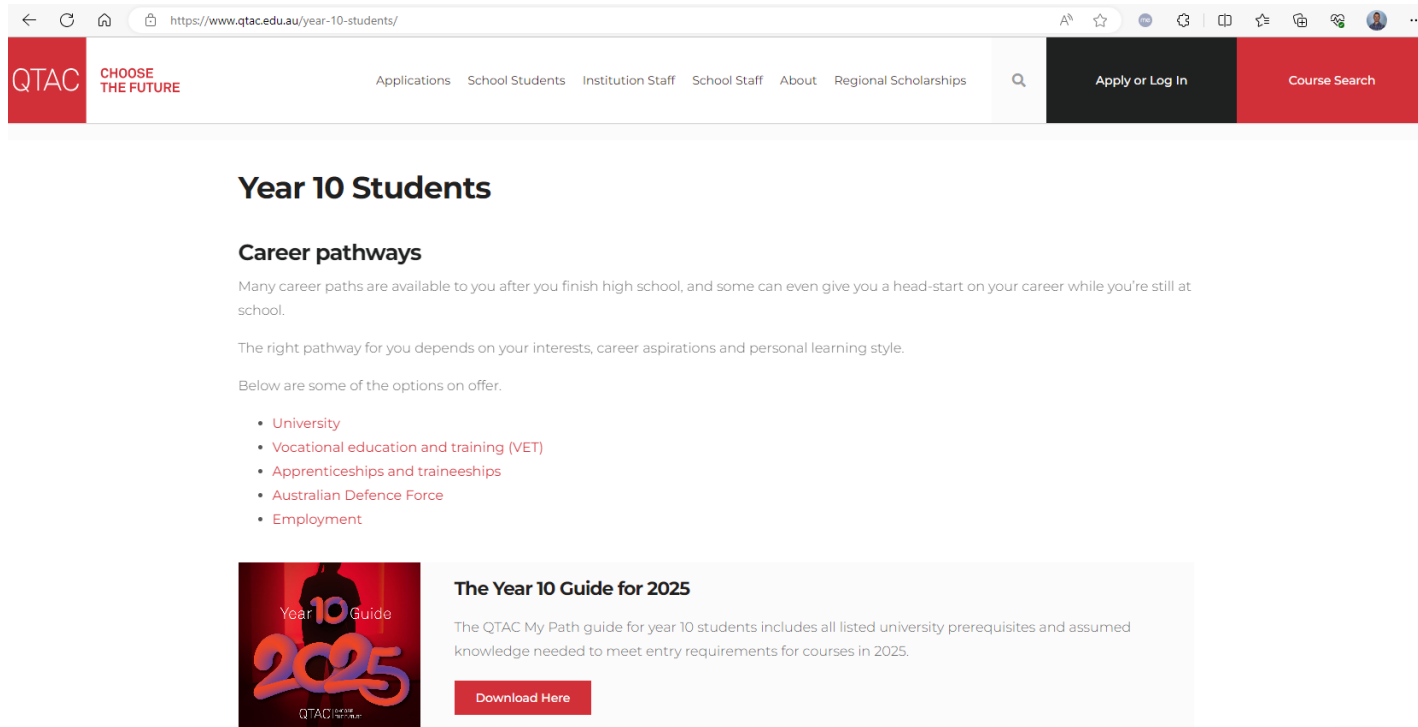 https://www.qtac.edu.au/year-10-students/
QTAC
CHOOSE
THE FUTURE
Applications School Students Institution Staff School Staff About Regional Scholarships
Apply or Log In
Course Search
Year 10 Students
Career pathways
Many career paths are available to you after you finish high school, and some can even give you a head-start on your career while you're still at
school.
The right pathway for you depends on your interests, career aspirations and personal learning style.
Below are some of the options on offer.
• University
• Vocational education and training (VET)
• Apprenticeships and traineeships
• Australian Defence Force
• Employment
Year 10 Guide
2025
QTAC
The Year 10 Guide for 2025
The QTAC My Path guide for year 10 students includes all listed university prerequisites and assumed
knowledge needed to meet entry requirements for courses in 2025.
Download Here